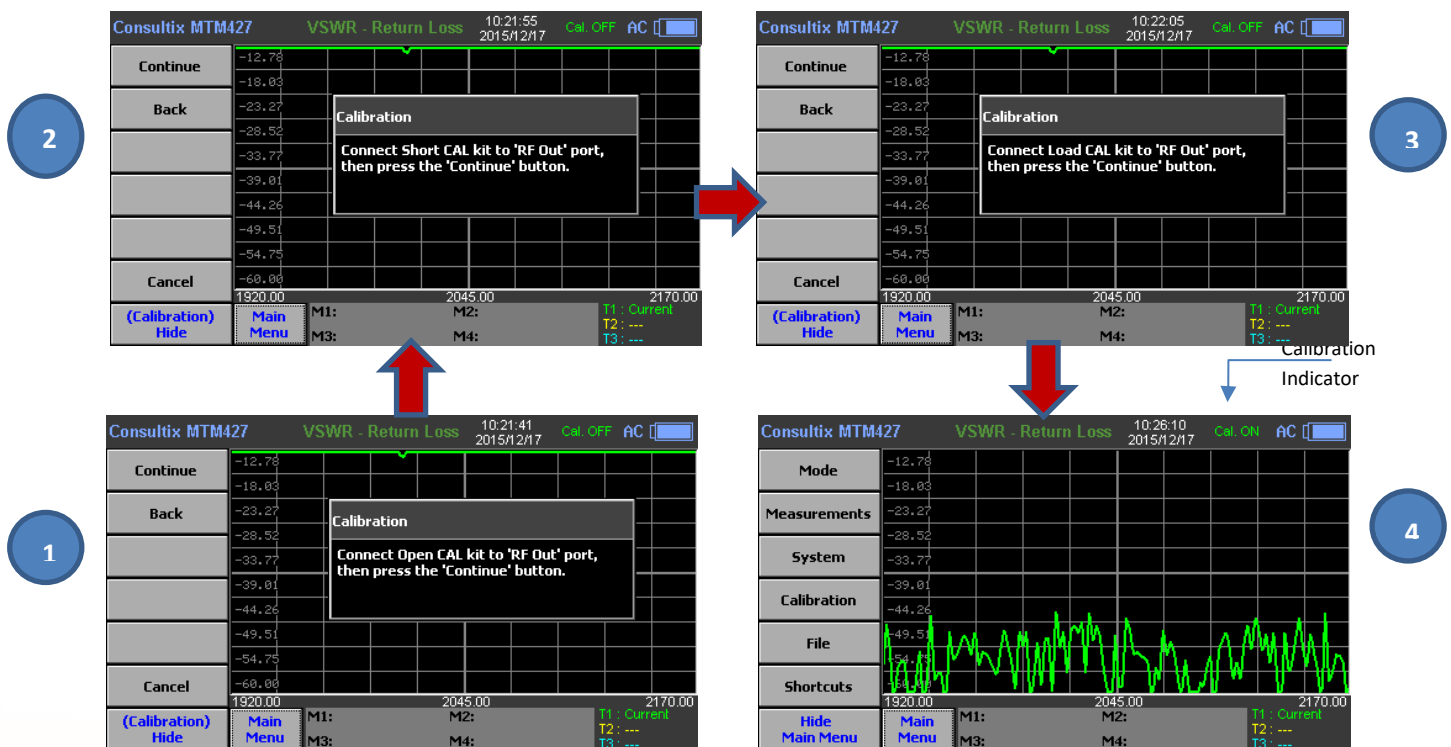 2
Consultix MTM427 VSWR - Return Loss 10:21:55 2015/12/17 Cal. OFF AC
Continue
Back
Cancel
(Calibration) Hide
Main Menu
-12.78
-18.03
-23.27
-28.52
-33.77
-39.01
-44.26
-49.51
-54.75
-60.00
Calibration
Connect Short CAL kit to 'RF Out' port,
then press the 'Continue' button.
1920.00 2045.00 2170.00
M1: M2: T1 : Current
T2 : ---
M3: M4: T3 : ---
Consultix MTM427 VSWR - Return Loss 10:22:05 2015/12/17 Cal. OFF AC
Continue
Back
Cancel
(Calibration) Hide
Main Menu
-12.78
-18.03
-23.27
-28.52
-33.77
-39.01
-44.26
-49.51
-54.75
-60.00
Calibration
Connect Load CAL kit to 'RF Out' port,
then press the 'Continue' button.
1920.00 2045.00 2170.00
M1: M2: T1 : Current
T2 : ---
M3: M4: T3 : ---
3
Calibration
Indicator
1
Consultix MTM427 VSWR - Return Loss 10:21:41 2015/12/17 Cal. OFF AC
Continue
Back
Cancel
(Calibration) Hide
Main Menu
-12.78
-18.03
-23.27
-28.52
-33.77
-39.01
-44.26
-49.51
-54.75
-60.00
Calibration
Connect Open CAL kit to 'RF Out' port,
then press the 'Continue' button.
1920.00 2045.00 2170.00
M1: M2: T1 : Current
T2 : ---
M3: M4: T3 : ---
Consultix MTM427 VSWR - Return Loss 10:26:10 2015/12/17 Cal. ON AC
Mode
Measurements
System
Calibration
File
Shortcuts
Hide Main Menu
Main Menu
-12.78
-18.03
-23.27
-28.52
-33.77
-39.01
-44.26
-49.51
1920.00 2045.00 2170.00
M1: M2: T1 : Current
T2 : ---
M3: M4: T3 : ---
4